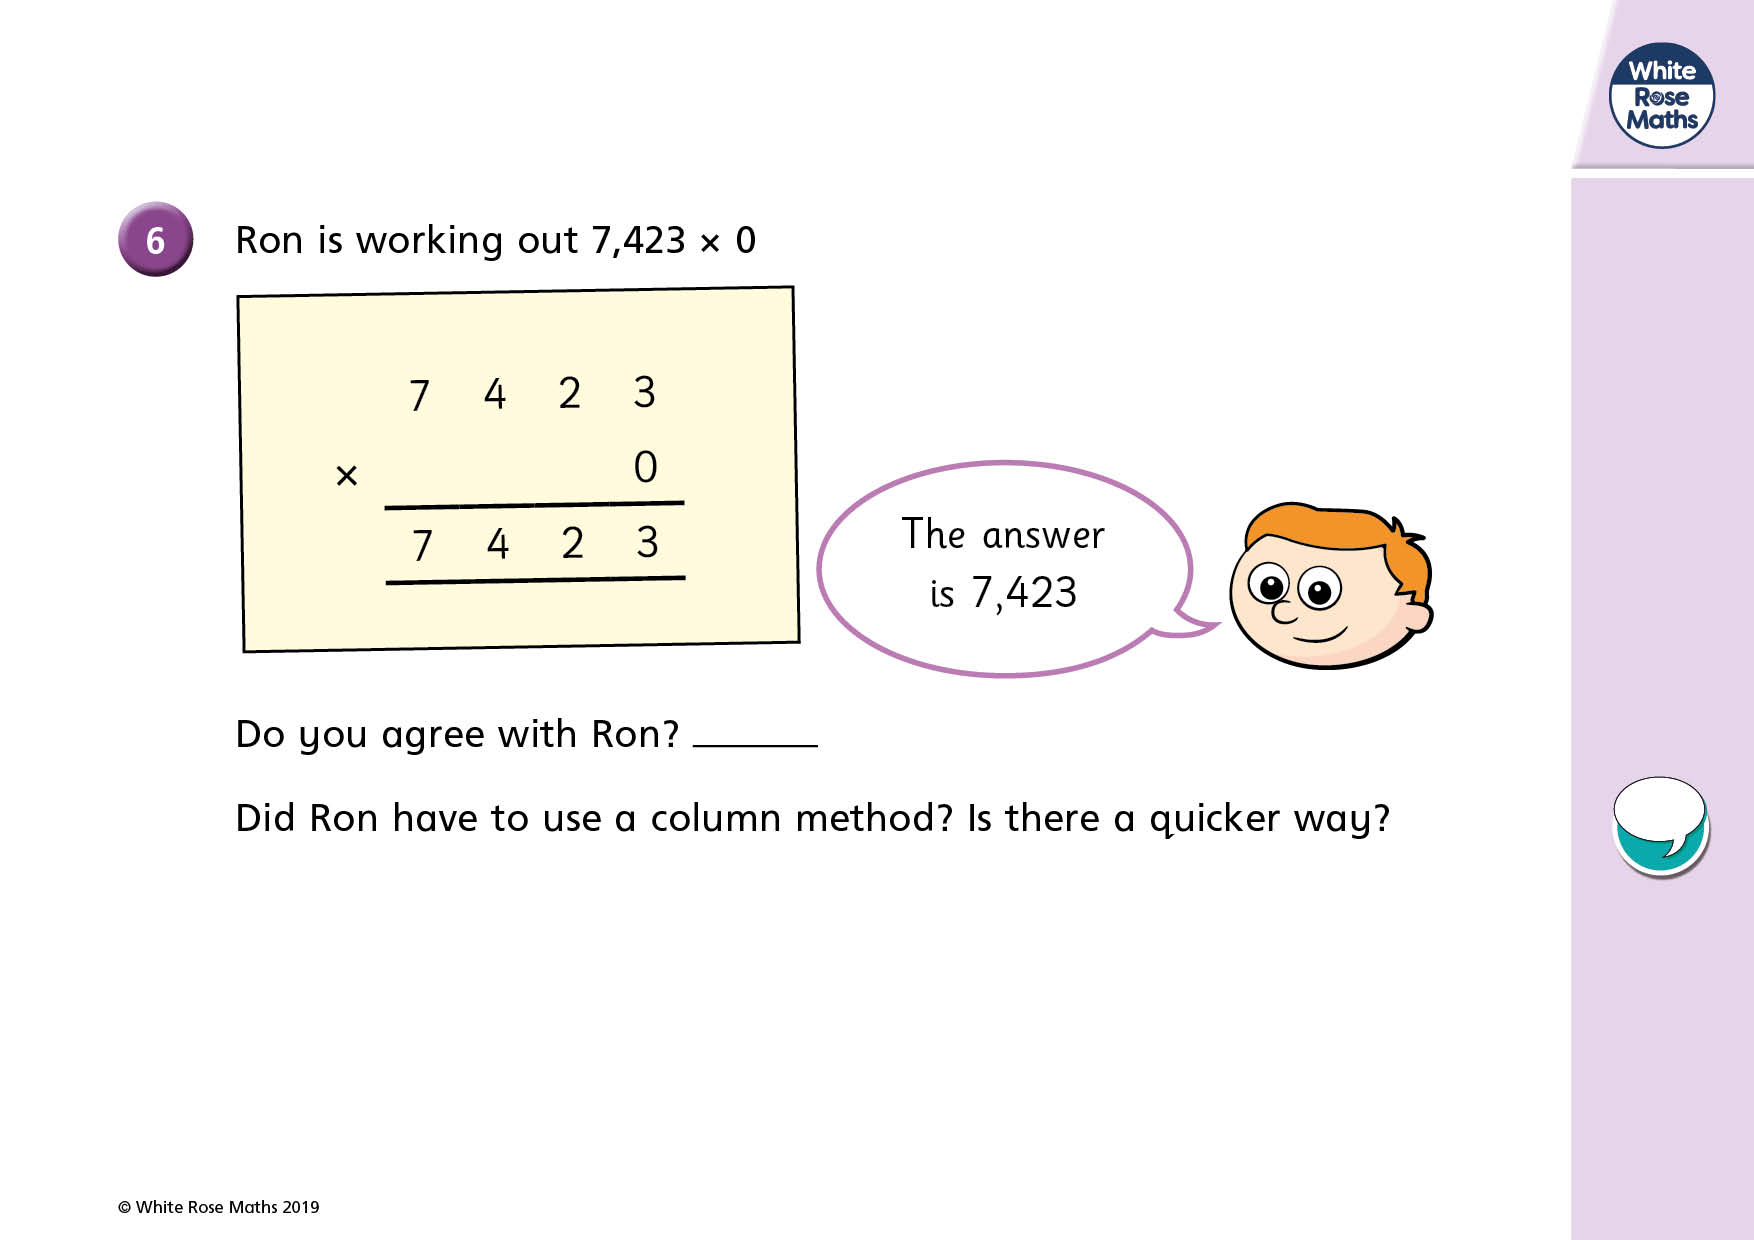 White
Rose
Maths
6 Ron is working out 7,423 × 0
7 4 2 3
× 0
7 4 2 3
The answer
is 7,423
Do you agree with Ron? ______
Did Ron have to use a column method? Is there a quicker way?
© White Rose Maths 2019